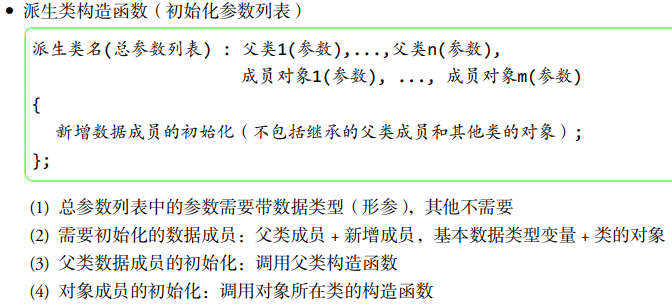 • 派生类构造函数（初始化参数列表）
派生类名(总参数列表) : 父类1(参数),...,父类n(参数),
成员对象1(参数), ..., 成员对象m(参数)
{
新增数据成员的初始化（不包括继承的父类成员和其他类的对象）;
};
(1) 总参数列表中的参数需要带数据类型（形参），其他不需要
(2) 需要初始化的数据成员：父类成员 + 新增成员，基本数据类型变量 + 类的对象
(3) 父类数据成员的初始化：调用父类构造函数
(4) 对象成员的初始化：调用对象所在类的构造函数